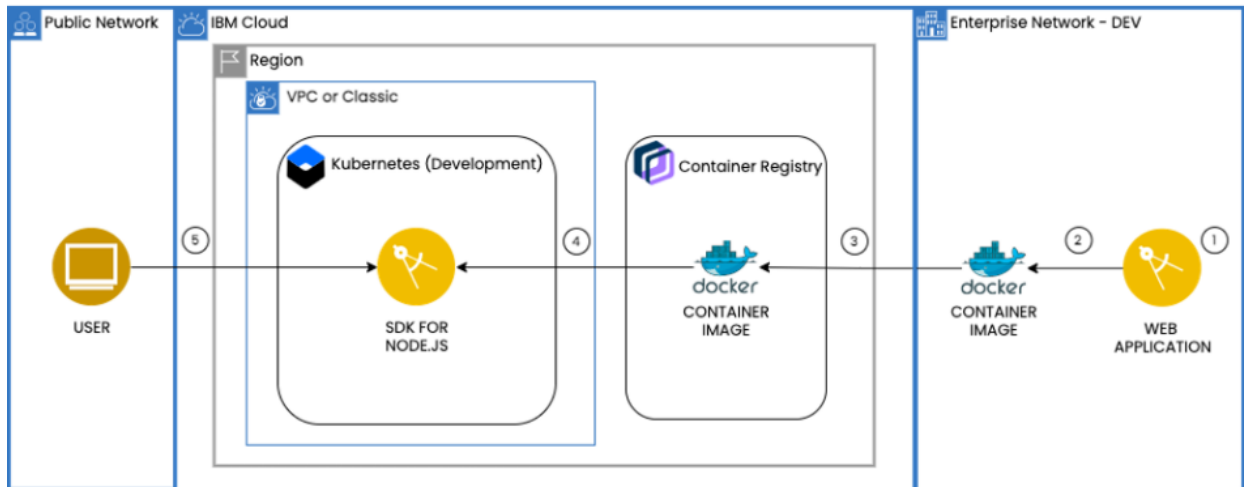 Public Network
IBM Cloud
Enterprise Network - DEV
Region
VPC or Classic
Kubernetes (Development)
Container Registry
5
4
3
2
1
docker
docker
USER
SDK FOR
NODE.JS
CONTAINER
IMAGE
CONTAINER
IMAGE
WEB
APPLICATION